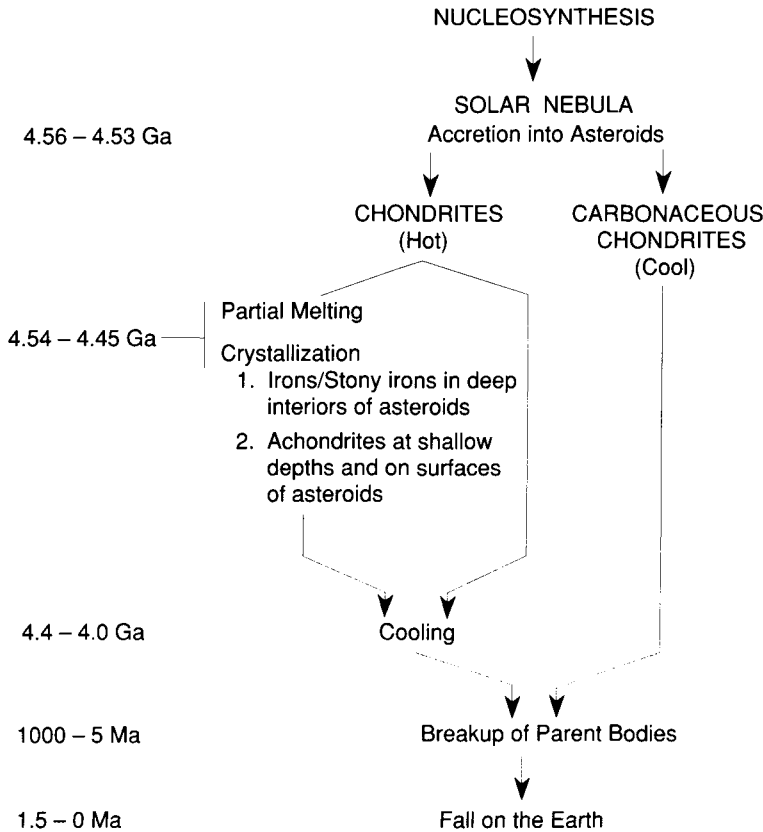 NUCLEOSYNTHESIS
SOLAR NEBULA
4.56 – 4.53 Ga
Accretion into Asteroids
CHONDRITES
(Hot)
CARBONACEOUS
CHONDRITES
(Cool)
4.54 – 4.45 Ga
Partial Melting
Crystallization
1. Irons/Stony irons in deep
interiors of asteroids
2. Achondrites at shallow
depths and on surfaces
of asteroids
4.4 – 4.0 Ga
Cooling
1000 – 5 Ma
Breakup of Parent Bodies
1.5 – 0 Ma
Fall on the Earth